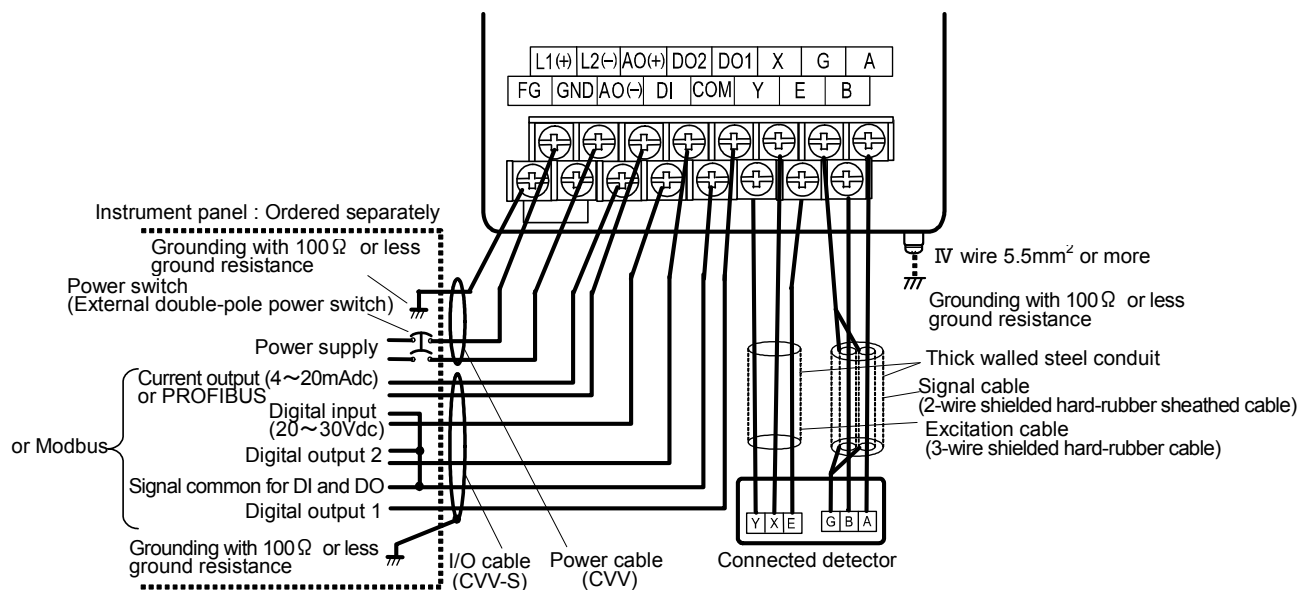 L1(+) L2(−) AO(+) DO2 DO1 X G A
FG GND AO(−) DI COM Y E B
Instrument panel : Ordered separately
Grounding with 100Ω or less
ground resistance
Power switch
(External double-pole power switch)
Power supply
Current output (4～20mAdc)
or PROFIBUS
Digital input
(20～30Vdc)
or Modbus
Digital output 2
Signal common for DI and DO
Digital output 1
Grounding with 100Ω or less
ground resistance
I/O cable
(CVV-S)
Power cable
(CVV)
Ⅳ wire 5.5mm² or more
Grounding with 100Ω or less
ground resistance
Thick walled steel conduit
Signal cable
(2-wire shielded hard-rubber sheathed cable)
Excitation cable
(3-wire shielded hard-rubber cable)
Y X E G B A
Connected detector